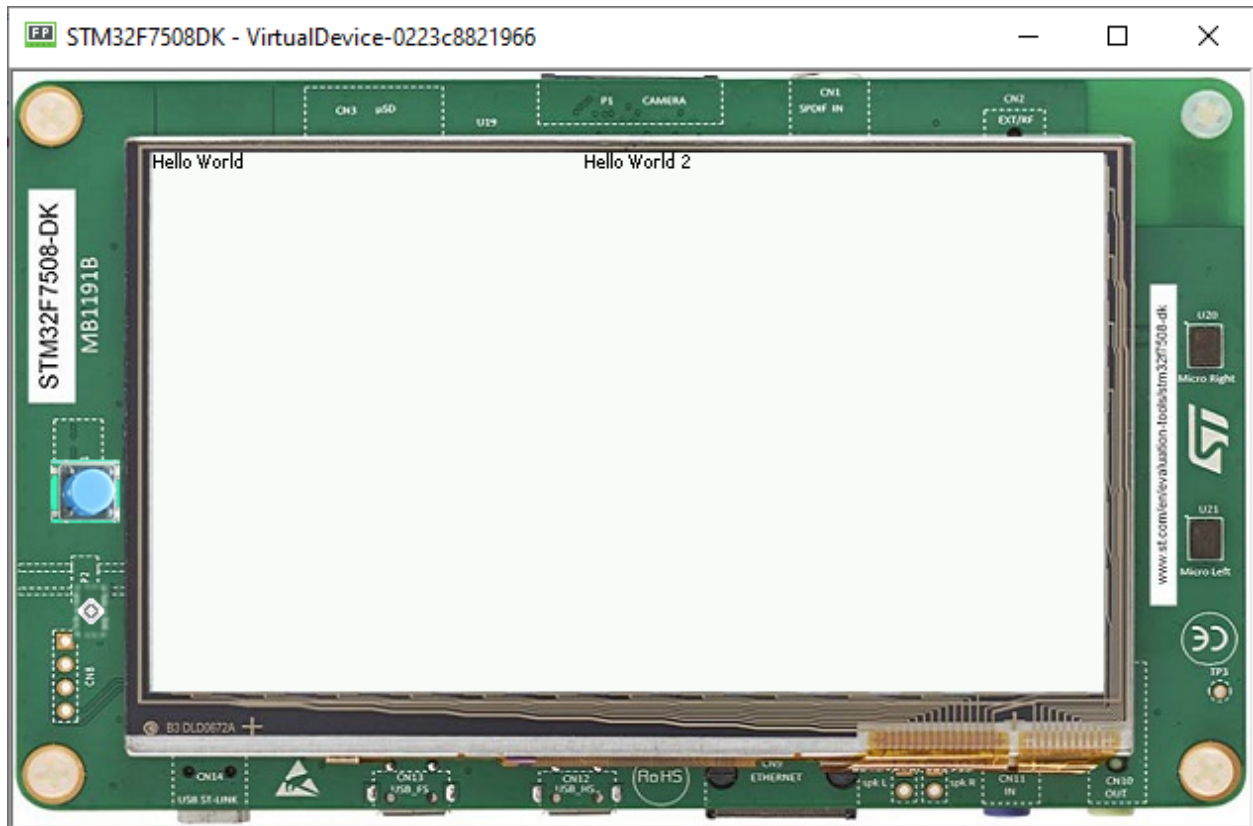 STM32F7508DK - VirtualDevice-0223c8821966
CN3 µSD
U19
P1 CAMERA
CN1
SPDIF IN
CN2
EXT/RF
Hello World
Hello World 2
STM32F7508-DK
MB1191B
U20
Micro Right
www.st.com/en/evaluation-tools/stm32f7508-dk
U21
Micro Left
P2
CN8
TP3
B3 DLD0672A
CN14
USB ST-LINK
CN13
USB_FS
CN12
USB_HS
RoHS
CN9
ETHERNET
spk L
spk R
CN11
IN
CN10
OUT